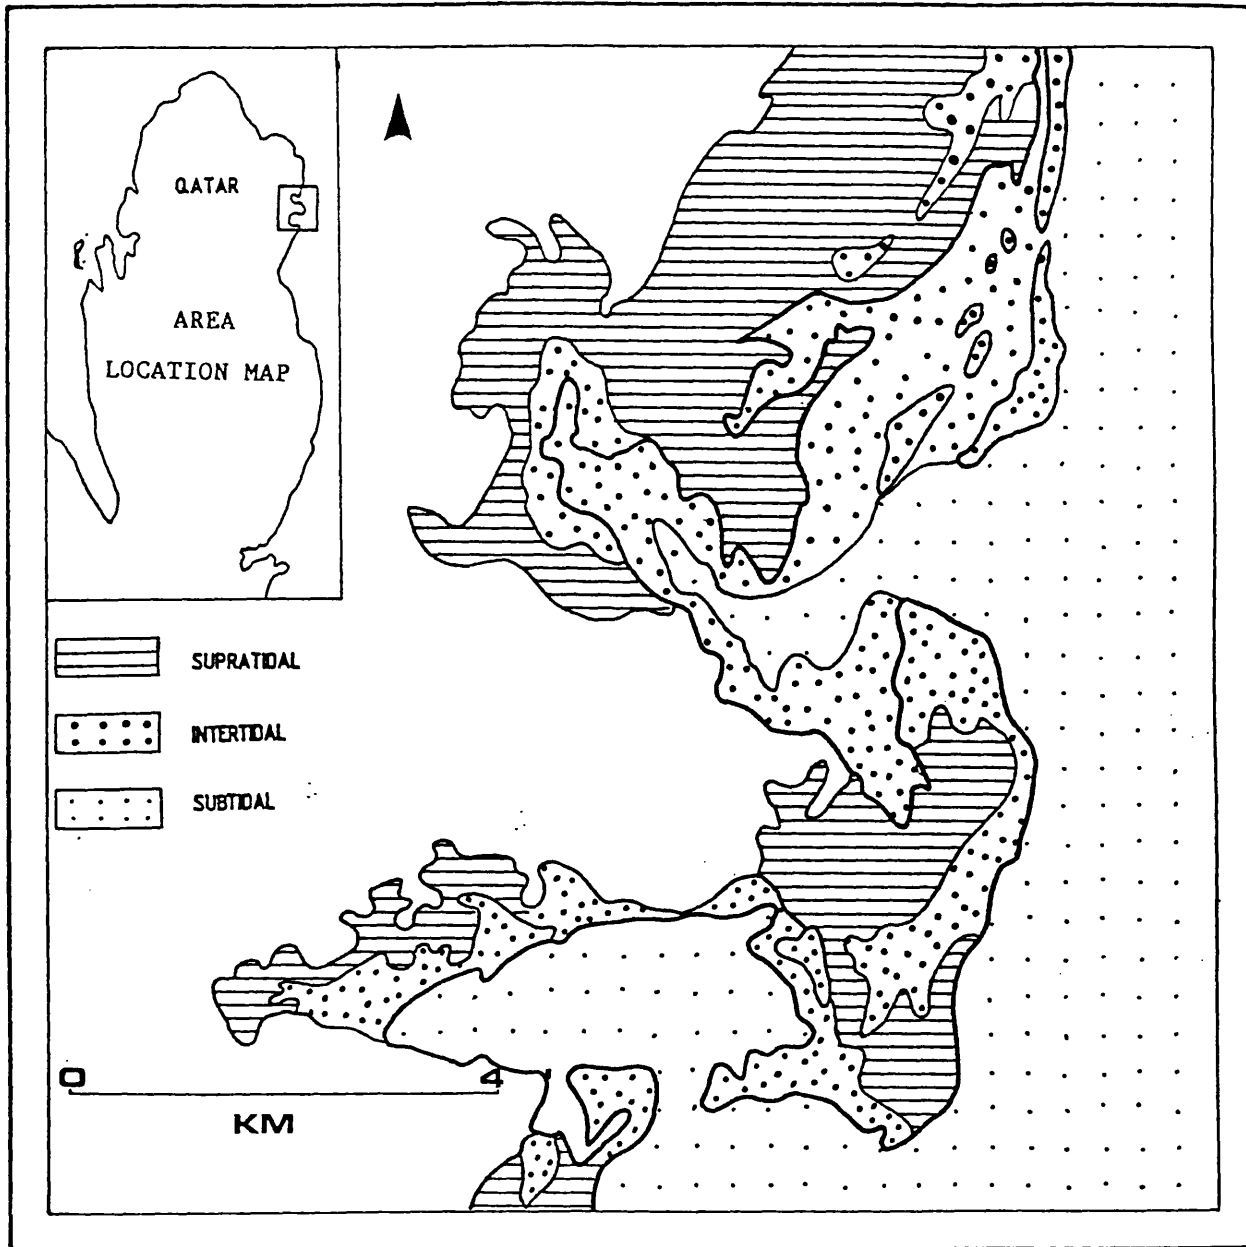 QATAR
AREA
LOCATION MAP
SUPRATIDAL
INTERTIDAL
SUBTIDAL
0 4
KM